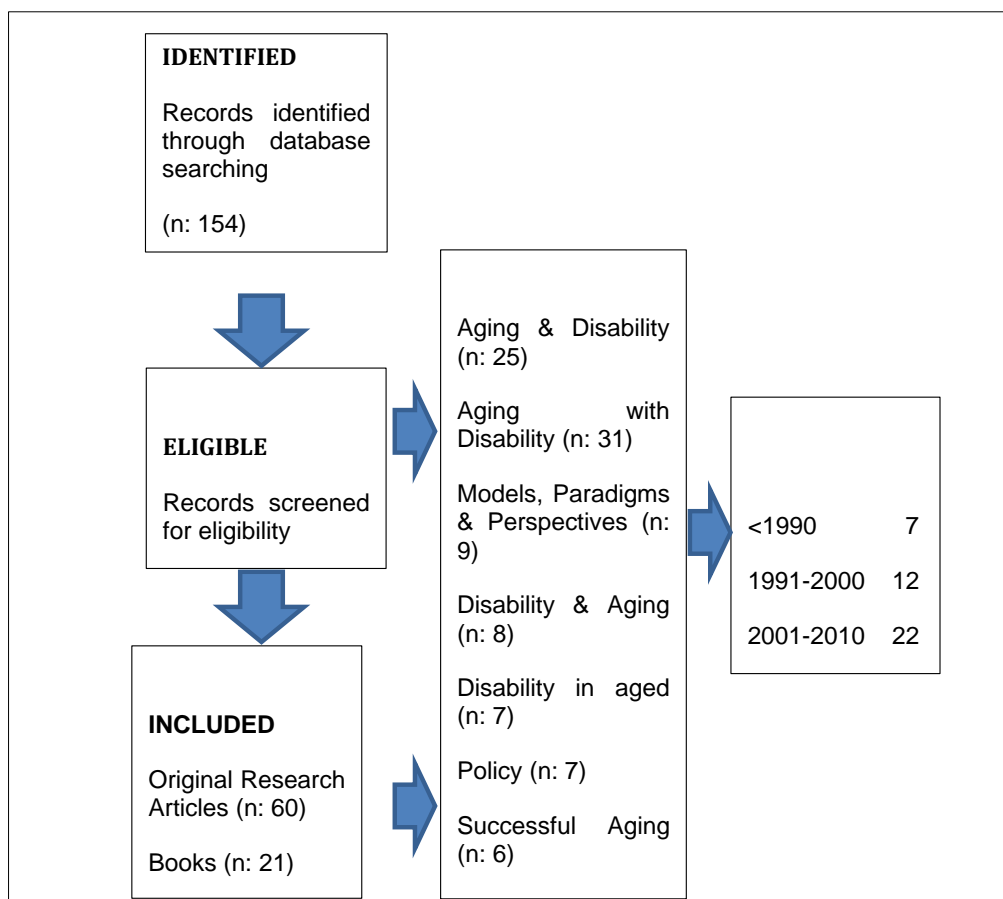 IDENTIFIED
Records identified
through database
searching
(n: 154)
ELIGIBLE
Records screened
for eligibility
INCLUDED
Original Research
Articles (n: 60)
Books (n: 21)
Aging & Disability
(n: 25)
Aging with
Disability (n: 31)
Models, Paradigms
& Perspectives (n:
9)
Disability & Aging
(n: 8)
Disability in aged
(n: 7)
Policy (n: 7)
Successful Aging
(n: 6)
<1990 7
1991-2000 12
2001-2010 22